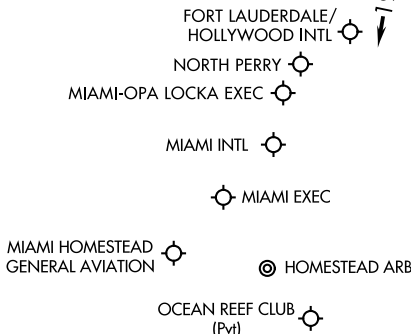 FORT LAUDERDALE/
HOLLYWOOD INTL
NORTH PERRY
MIAMI-OPA LOCKA EXEC
MIAMI INTL
MIAMI EXEC
MIAMI HOMESTEAD
GENERAL AVIATION
HOMESTEAD ARB
OCEAN REEF CLUB
(Pvt)